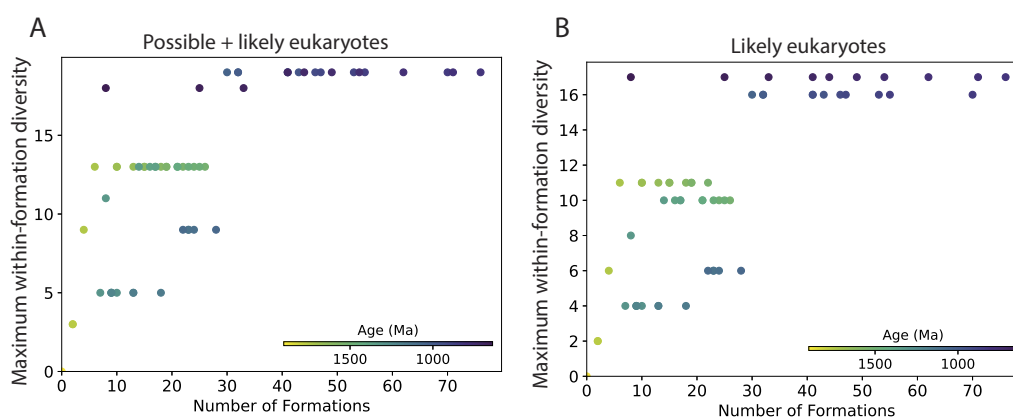 A
Possible + likely eukaryotes
Maximum within-formation diversity
15
10
5
0
Age (Ma)
1500 1000
0 10 20 30 40 50 60 70
Number of Formations
B
Likely eukaryotes
Maximum within-formation diversity
16
14
12
10
8
6
4
2
0
Age (Ma)
1500 1000
0 10 20 30 40 50 60 70
Number of Formations